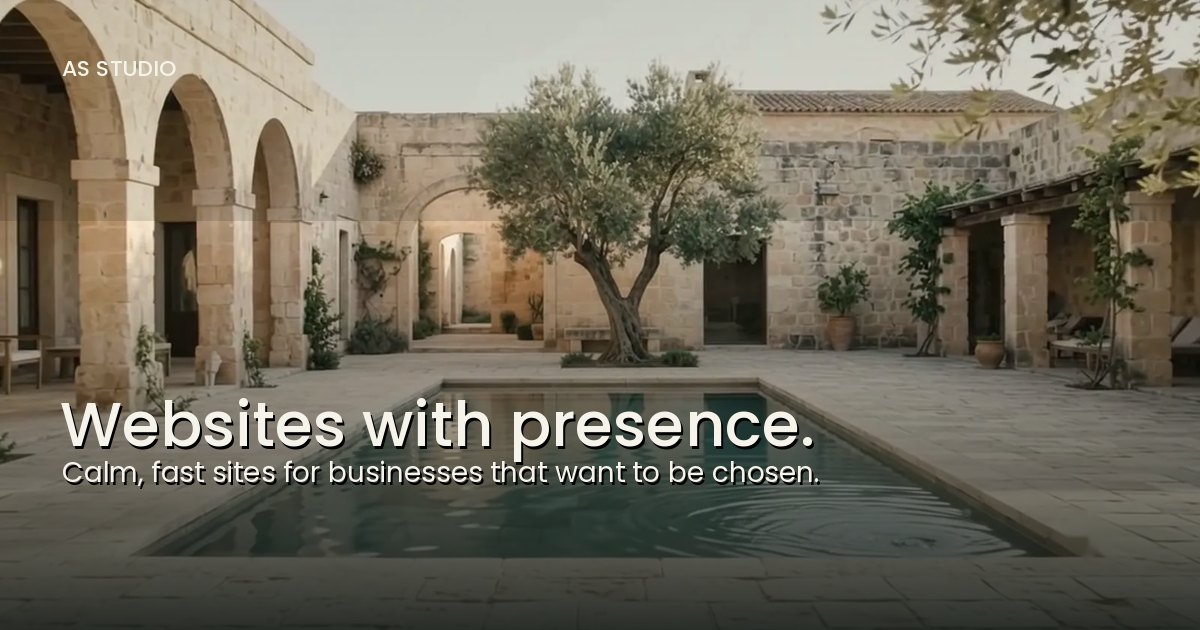 AS STUDIO
Websites with presence.
Calm, fast sites for businesses that want to be chosen.